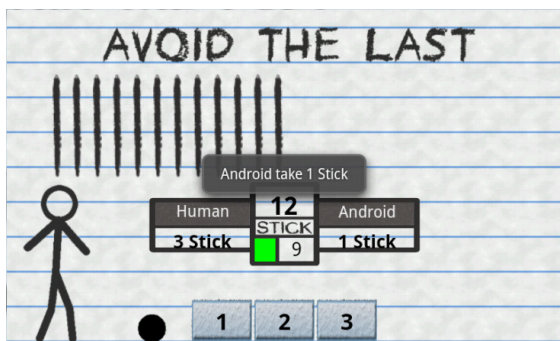 AVOID THE LAST
Android take 1 Stick
Human 12 Android
STICK
3 Stick 9 1 Stick
1 2 3